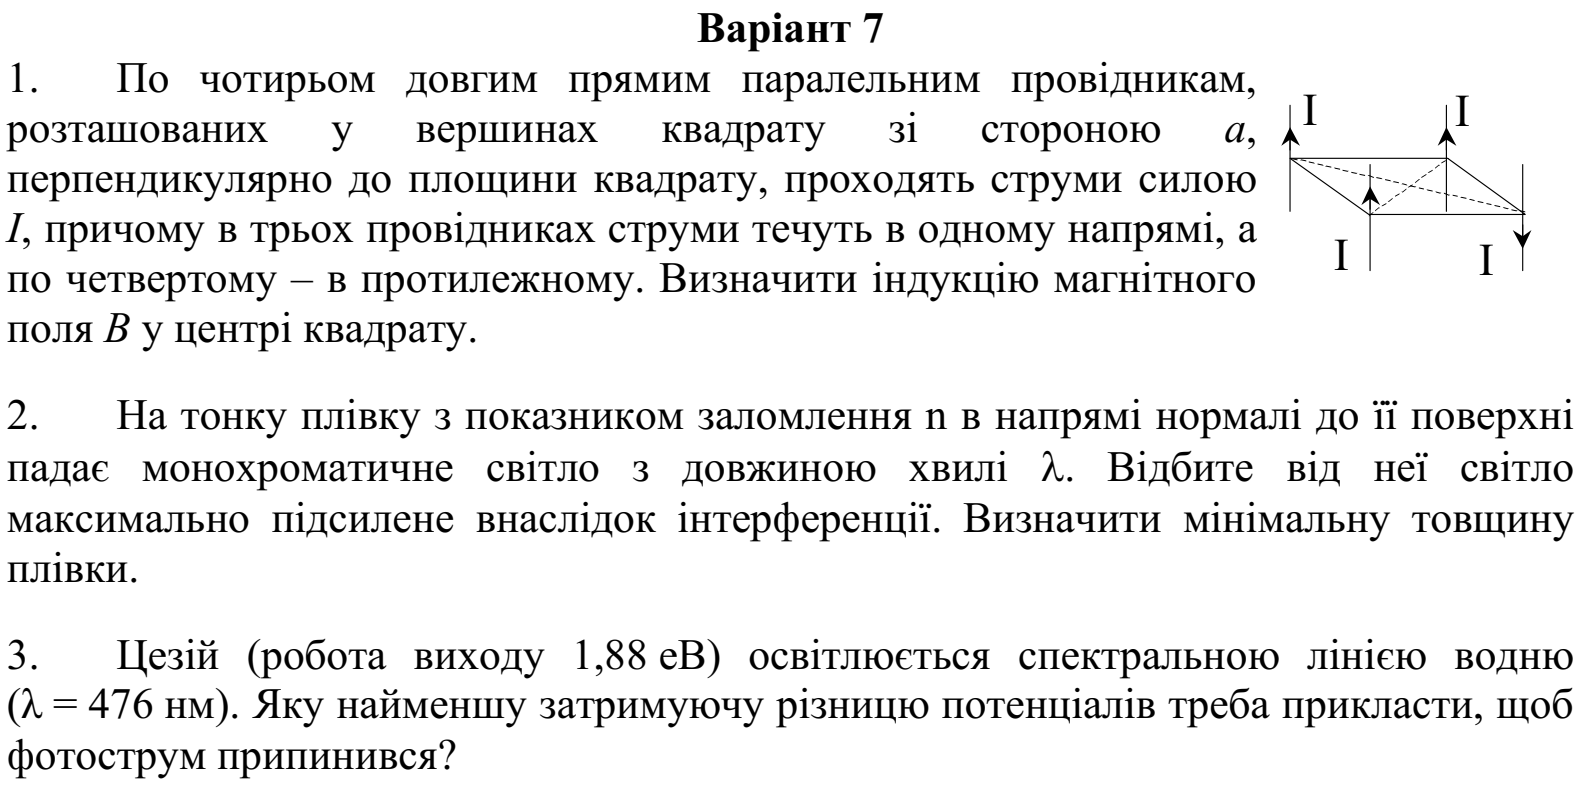 Варіант 7
1. По чотирьом довгим прямим паралельним провідникам,
розташованих у вершинах квадрату зі стороною a,
перпендикулярно до площини квадрату, проходять струми силою
I, причому в трьох провідниках струми течуть в одному напрямі, а
по четвертому – в протилежному. Визначити індукцію магнітного
поля B у центрі квадрату.
I I
I I
2. На тонку плівку з показником заломлення n в напрямі нормалі до її поверхні
падає монохроматичне світло з довжиною хвилі λ. Відбите від неї світло
максимально підсилене внаслідок інтерференції. Визначити мінімальну товщину
плівки.
3. Цезій (робота виходу 1,88 еВ) освітлюється спектральною лінією водню
(λ = 476 нм). Яку найменшу затримуючу різницю потенціалів треба прикласти, щоб
фотострум припинився?